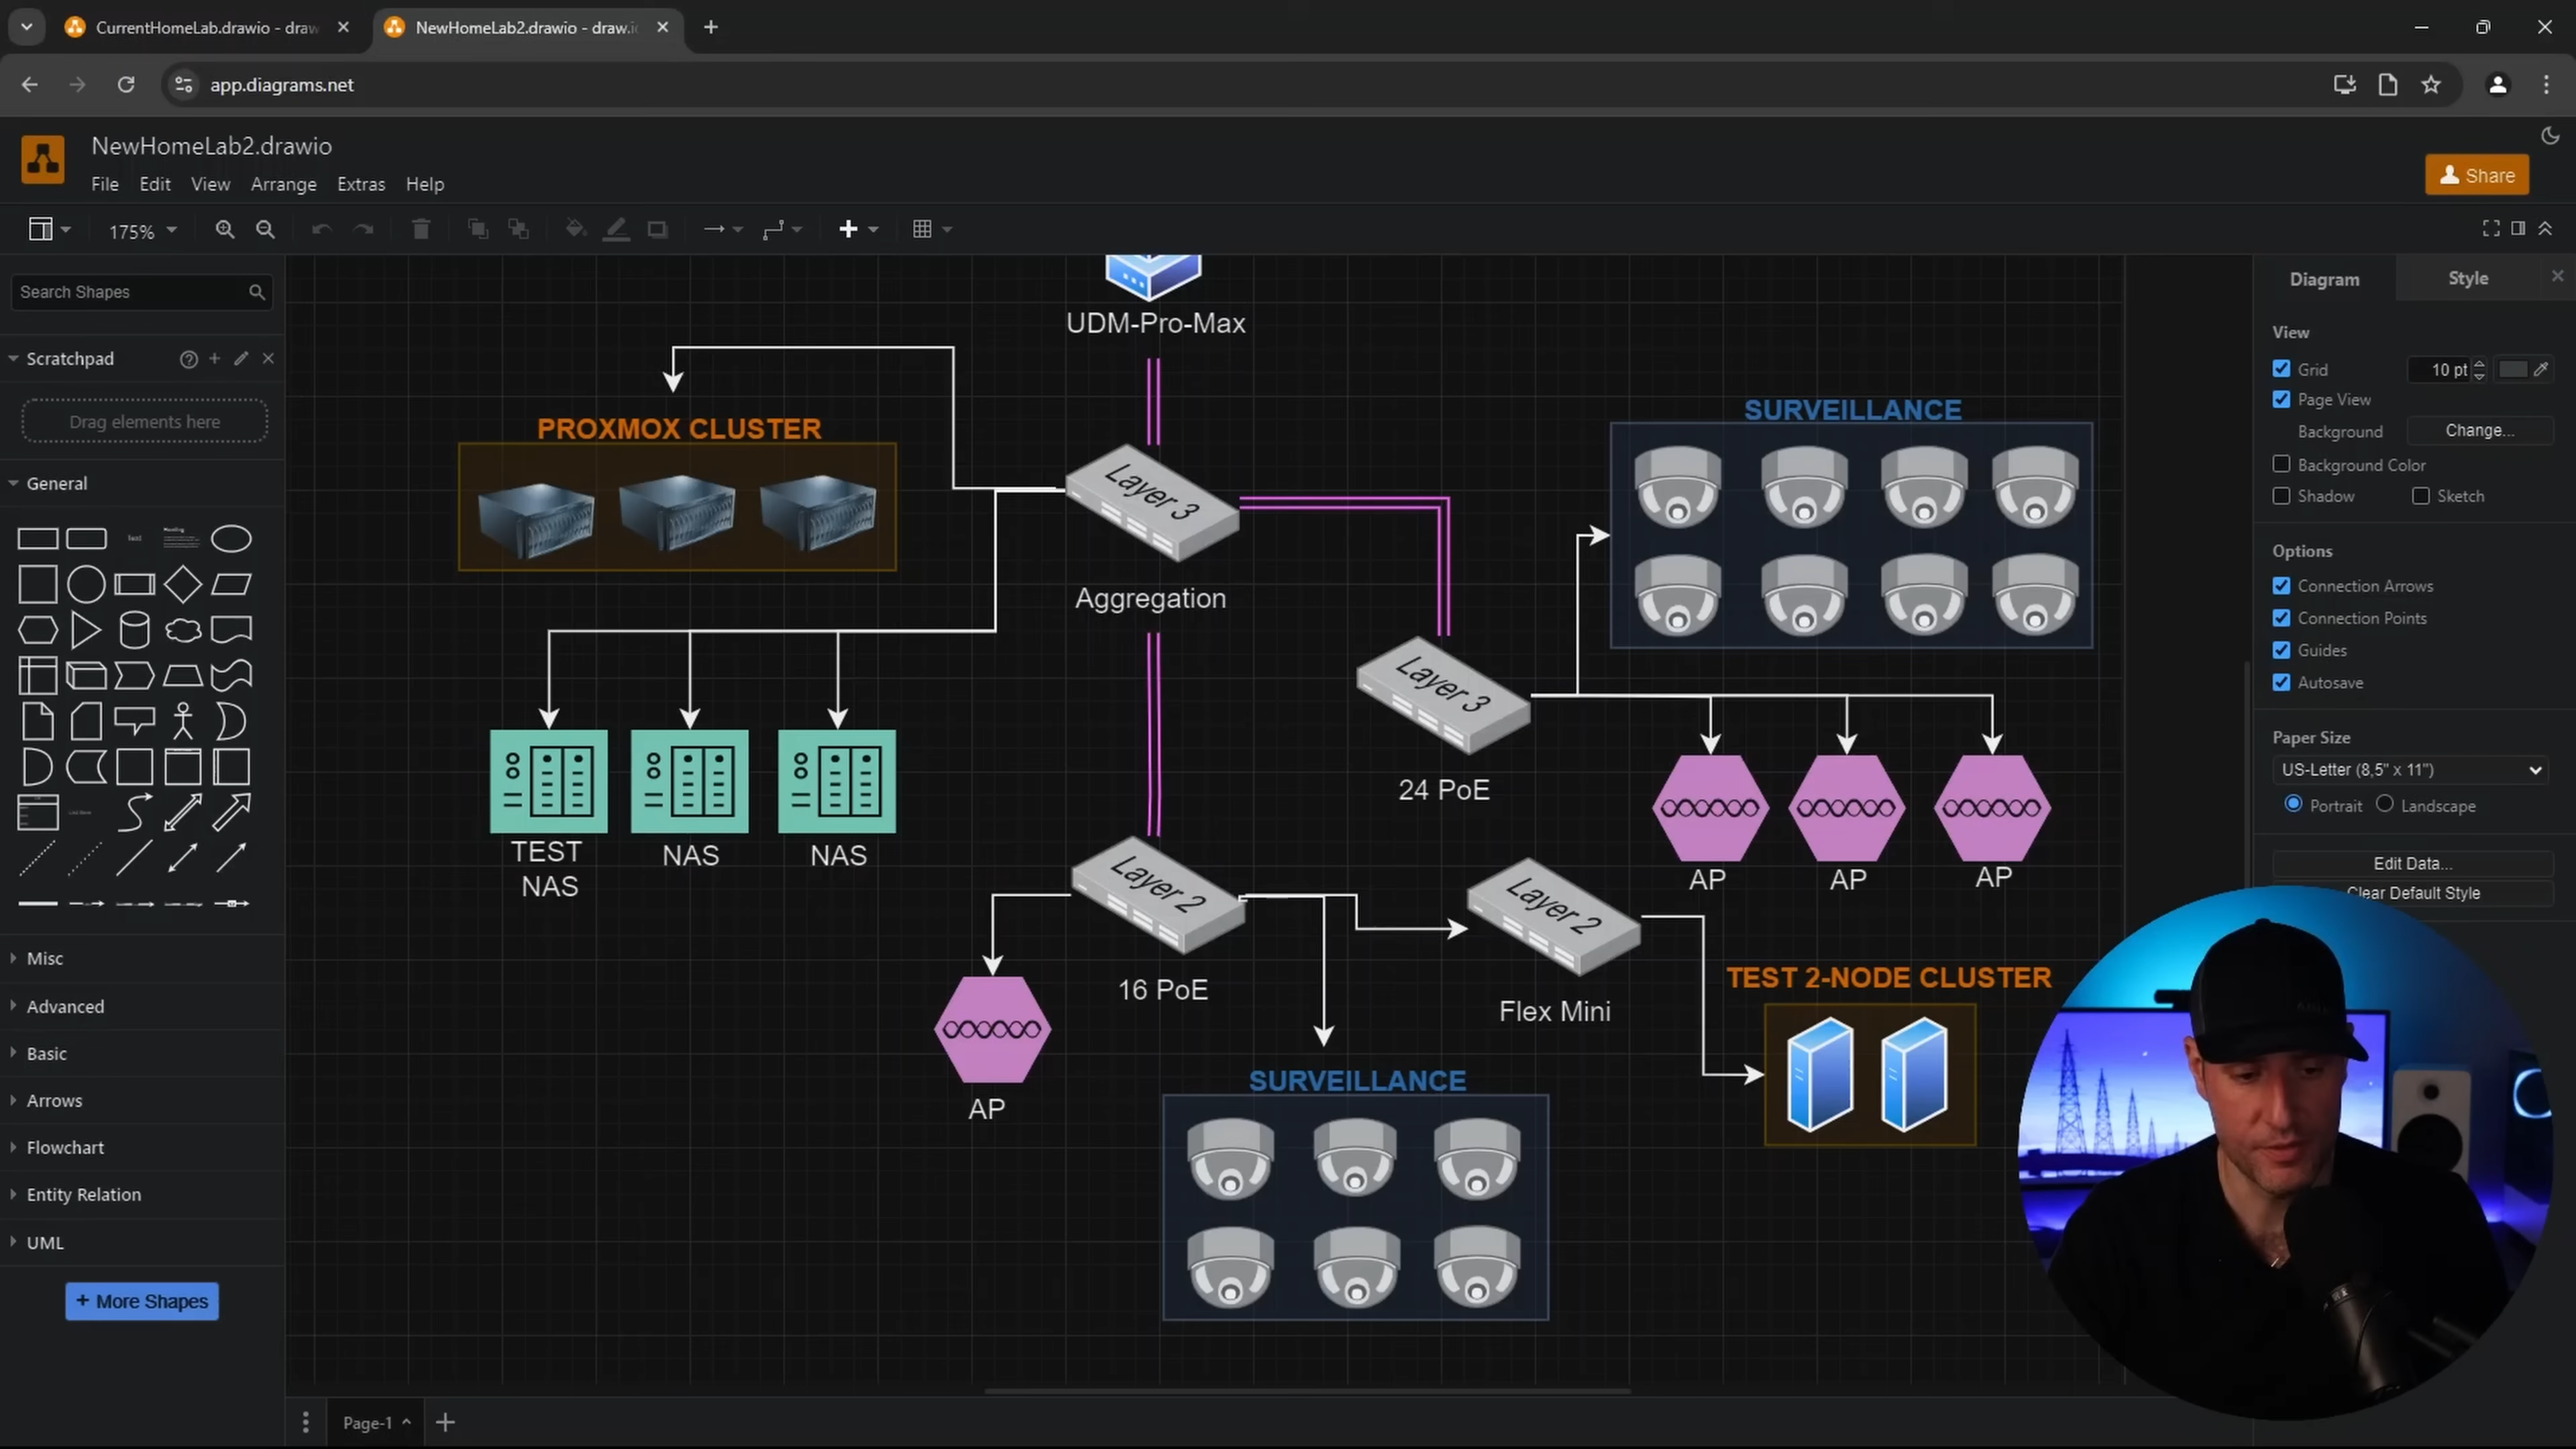 CurrentHomeLab.drawio - draw
NewHomeLab2.drawio - draw.i
app.diagrams.net
NewHomeLab2.drawio
File Edit View Arrange Extras Help
Share
175%
Search Shapes
Scratchpad
Drag elements here
General
Text
Heading
Misc
Advanced
Basic
Arrows
Flowchart
Entity Relation
UML
+ More Shapes
UDM-Pro-Max
PROXMOX CLUSTER
Layer 3
Aggregation
SURVEILLANCE
Layer 3
24 PoE
TEST
NAS
NAS
NAS
AP
AP
AP
Layer 2
16 PoE
Layer 2
Flex Mini
AP
TEST 2-NODE CLUSTER
SURVEILLANCE
Page-1
Diagram
Style
View
Grid
10 pt
Page View
Background
Change...
Background Color
Shadow
Sketch
Options
Connection Arrows
Connection Points
Guides
Autosave
Paper Size
US-Letter (8,5" x 11")
Portrait
Landscape
Edit Data...
Clear Default Style